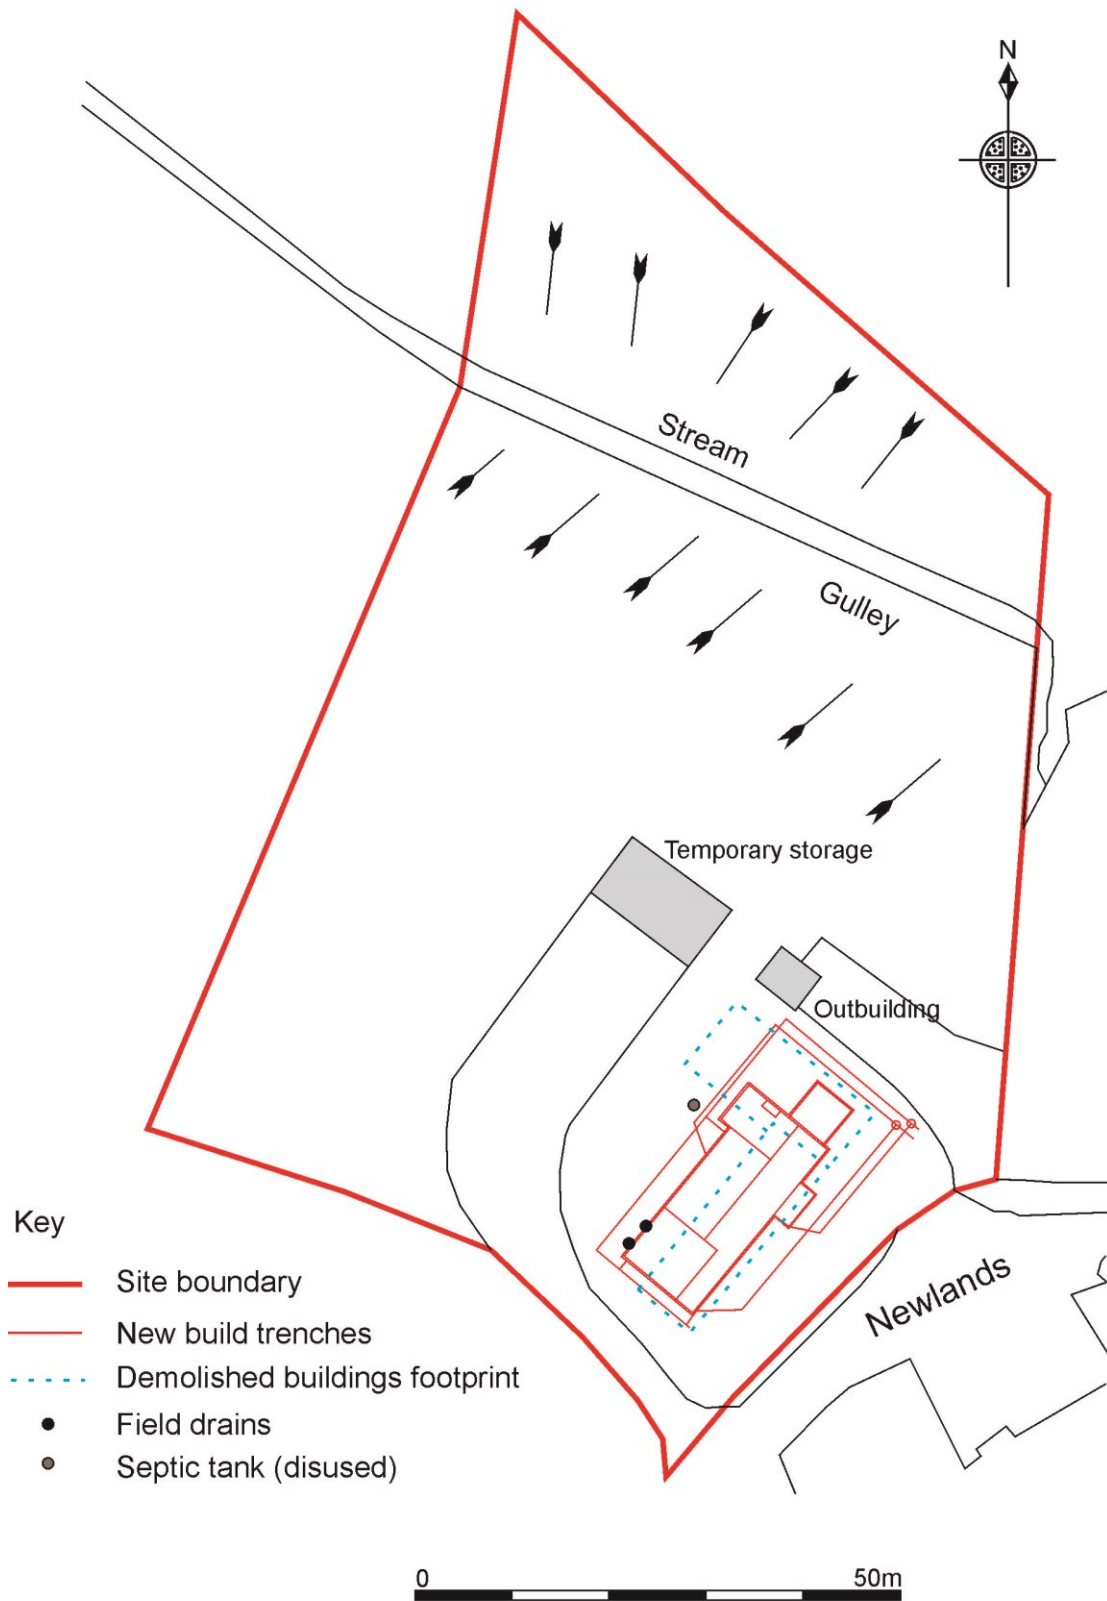 N
Stream
Gulley
Temporary storage
Outbuilding
Newlands
Key
Site boundary
New build trenches
Demolished buildings footprint
Field drains
Septic tank (disused)
0 50m